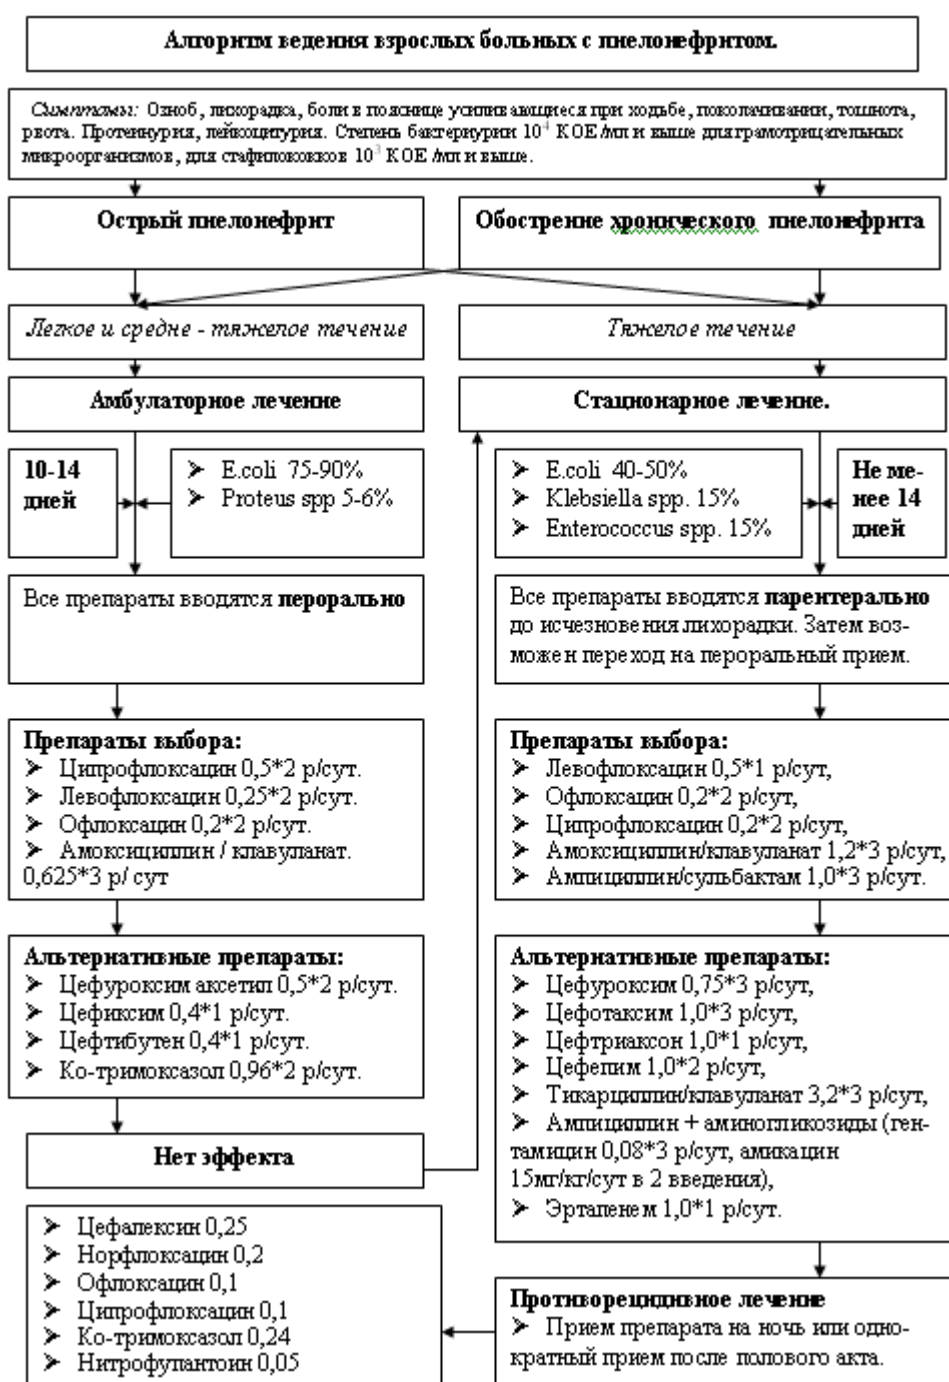 Алгоритм ведения взрослых больных с пиелонефритом.
Симптомы: Озноб, лихорадка, боли в пояснице усиливающиеся при ходьбе, поколачивании, тошнота,
рвота. Протеинурия, лейкоцитурия. Степень бактериурии 10⁴ КОЕ /мл и выше для грамотрицательных
микроорганизмов, для стафилококков 10³ КОЕ /мл и выше.
Острый пиелонефрит
Обострение хронического пиелонефрита
Легкое и средне - тяжелое течение
Тяжелое течение
Амбулаторное лечение
Стационарное лечение.
10-14
дней
➢ E.coli 75-90%
➢ Proteus spp 5-6%
➢ E.coli 40-50%
➢ Klebsiella spp. 15%
➢ Enterococcus spp. 15%
Не ме-
нее 14
дней
Все препараты вводятся перорально
Все препараты вводятся парентерально
до исчезновения лихорадки. Затем воз-
можен переход на пероральный прием.
Препараты выбора:
➢ Ципрофлоксацин 0,5*2 р/сут.
➢ Левофлоксацин 0,25*2 р/сут.
➢ Офлоксацин 0,2*2 р/сут.
➢ Амоксициллин / клавуланат.
0,625*3 р/ сут
Препараты выбора:
➢ Левофлоксацин 0,5*1 р/сут,
➢ Офлоксацин 0,2*2 р/сут,
➢ Ципрофлоксацин 0,2*2 р/сут,
➢ Амоксициллин/клавуланат 1,2*3 р/сут,
➢ Ампициллин/сульбактам 1,0*3 р/сут.
Альтернативные препараты:
➢ Цефуроксим аксетил 0,5*2 р/сут.
➢ Цефиксим 0,4*1 р/сут.
➢ Цефтибутен 0,4*1 р/сут.
➢ Ко-тримоксазол 0,96*2 р/сут.
Альтернативные препараты:
➢ Цефуроксим 0,75*3 р/сут,
➢ Цефотаксим 1,0*3 р/сут,
➢ Цефтриаксон 1,0*1 р/сут,
➢ Цефепим 1,0*2 р/сут,
➢ Тикарциллин/клавуланат 3,2*3 р/сут,
➢ Ампициллин + аминогликозиды (ген-
тамицин 0,08*3 р/сут, амикацин
15мг/кг/сут в 2 введения),
➢ Эртапенем 1,0*1 р/сут.
Нет эффекта
➢ Цефалексин 0,25
➢ Норфлоксацин 0,2
➢ Офлоксацин 0,1
➢ Ципрофлоксацин 0,1
➢ Ко-тримоксазол 0,24
➢ Нитрофулантоин 0,05
Противорецидивное лечение
➢ Прием препарата на ночь или одно-
кратный прием после полового акта.